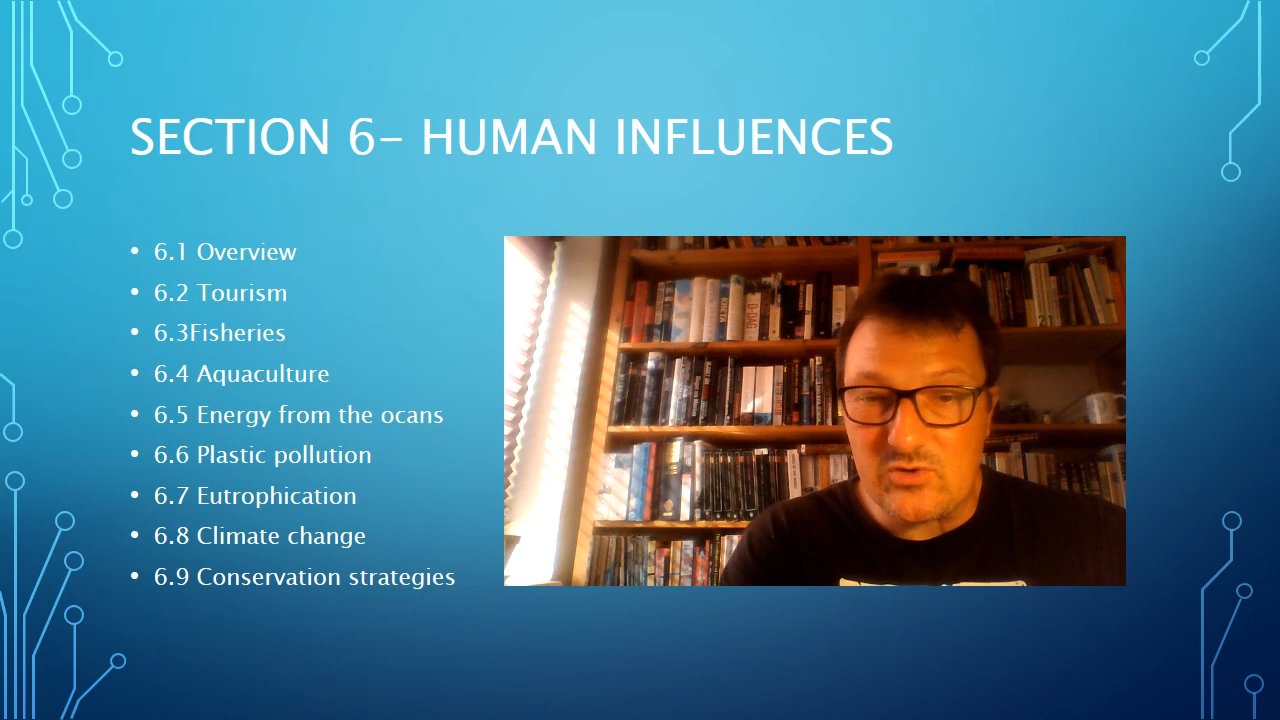 SECTION 6– HUMAN INFLUENCES
• 6.1 Overview
• 6.2 Tourism
• 6.3Fisheries
• 6.4 Aquaculture
• 6.5 Energy from the ocans
• 6.6 Plastic pollution
• 6.7 Eutrophication
• 6.8 Climate change
• 6.9 Conservation strategies
D-DAG